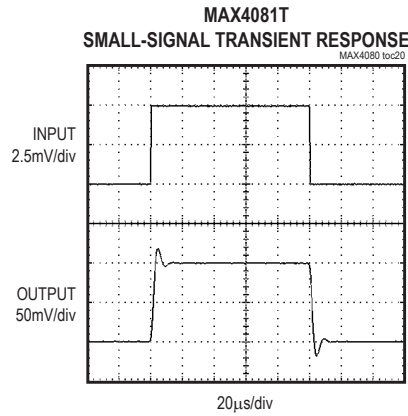 MAX4081T
SMALL-SIGNAL TRANSIENT RESPONSE
MAX4080 toc20
INPUT
2.5mV/div
OUTPUT
50mV/div
20µs/div